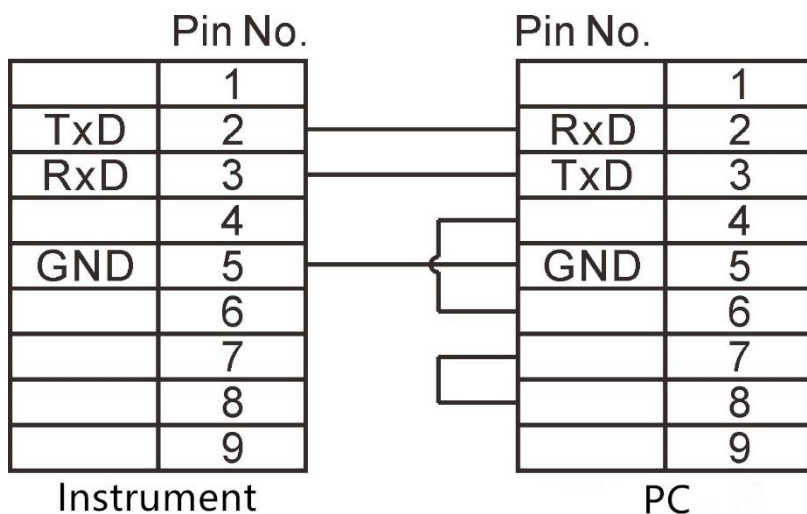 Pin No. Pin No.
1 1
TxD 2 RxD 2
RxD 3 TxD 3
4 4
GND 5 GND 5
6 6
7 7
8 8
9 9
Instrument PC